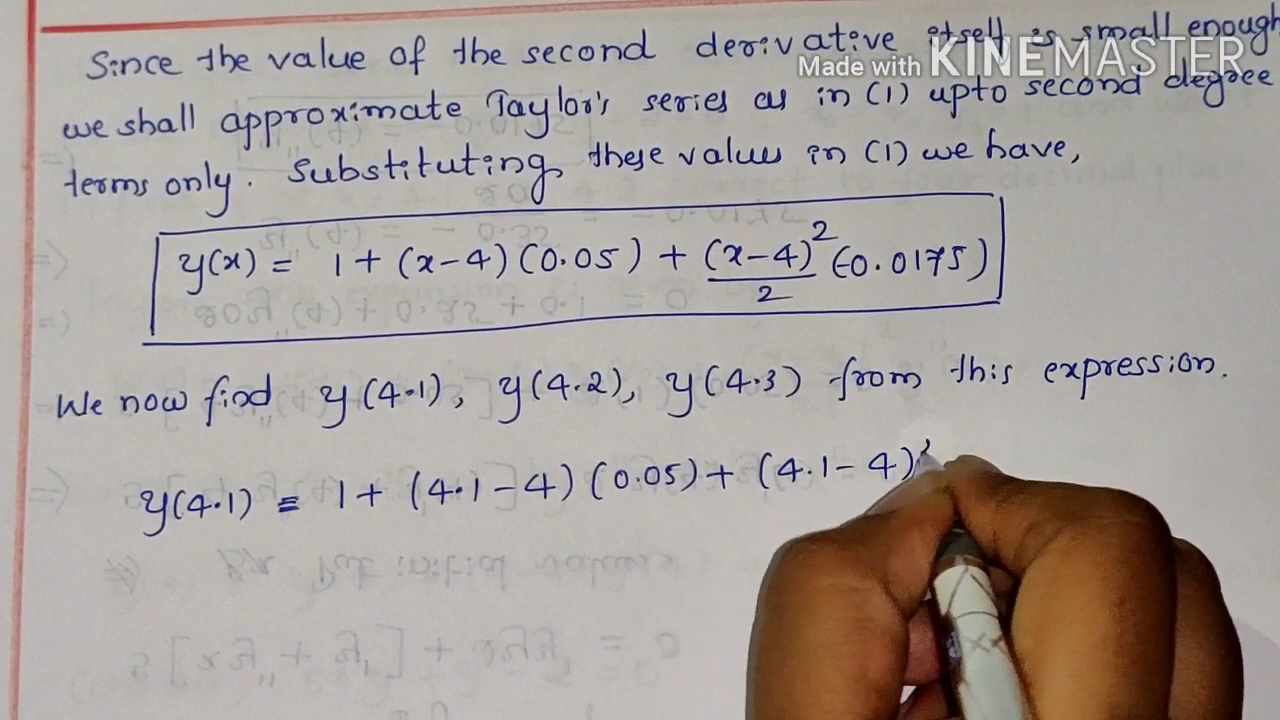 Since the value of the second derivative itself is small enough
Made with KINEMASTER
we shall approximate Taylor's series as in (1) upto second degree
terms only. Substituting these values in (1) we have,
y(x) = 1 + (x-4)(0.05) + (x-4)²/2 (-0.0175)
We now find y(4.1), y(4.2), y(4.3) from this expression.
y(4.1) = 1 + (4.1-4)(0.05) + (4.1-4)